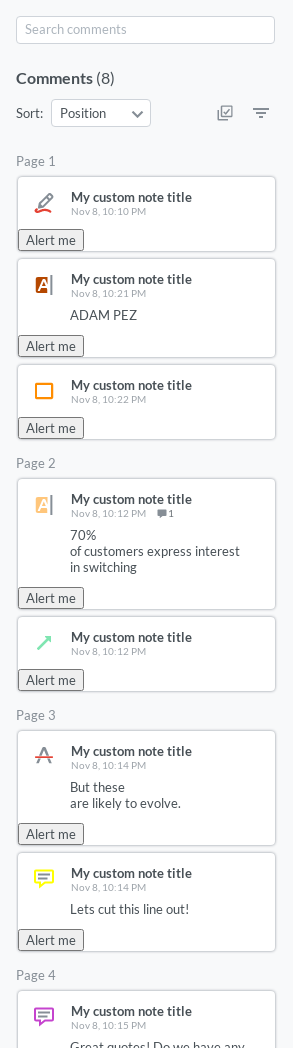 Search comments
Comments (8)
Sort: Position
Page 1
My custom note title
Nov 8, 10:10 PM
Alert me
A
My custom note title
Nov 8, 10:21 PM
ADAM PEZ
Alert me
My custom note title
Nov 8, 10:22 PM
Alert me
Page 2
A
My custom note title
Nov 8, 10:12 PM 1
70%
of customers express interest
in switching
Alert me
My custom note title
Nov 8, 10:12 PM
Alert me
Page 3
A
My custom note title
Nov 8, 10:14 PM
But these
are likely to evolve.
Alert me
My custom note title
Nov 8, 10:14 PM
Lets cut this line out!
Alert me
Page 4
My custom note title
Nov 8, 10:15 PM
Great quotes! Do we have any